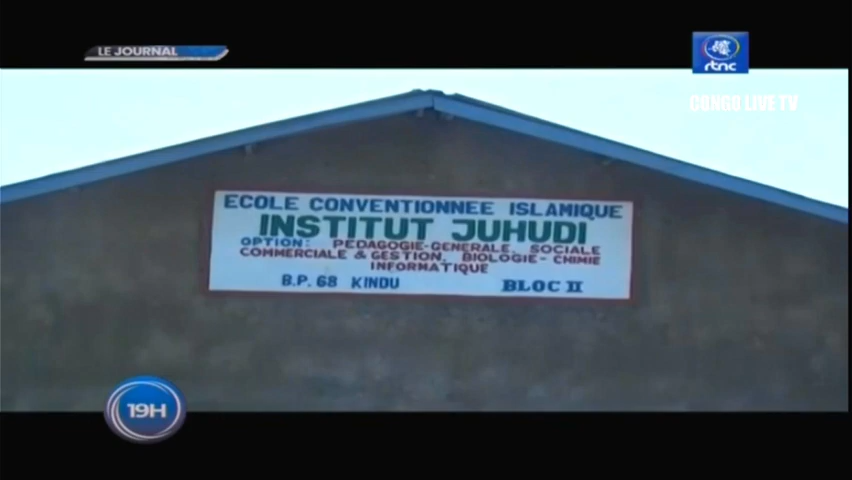 LE JOURNAL
rtnc
CONGO LIVE TV
ECOLE CONVENTIONNEE ISLAMIQUE
INSTITUT JUHUDI
OPTION: PEDAGOGIE-GENERALE, SOCIALE
COMMERCIALE & GESTION, BIOLOGIE-CHIMIE
INFORMATIQUE
B.P. 68 KINDU BLOC II
19H